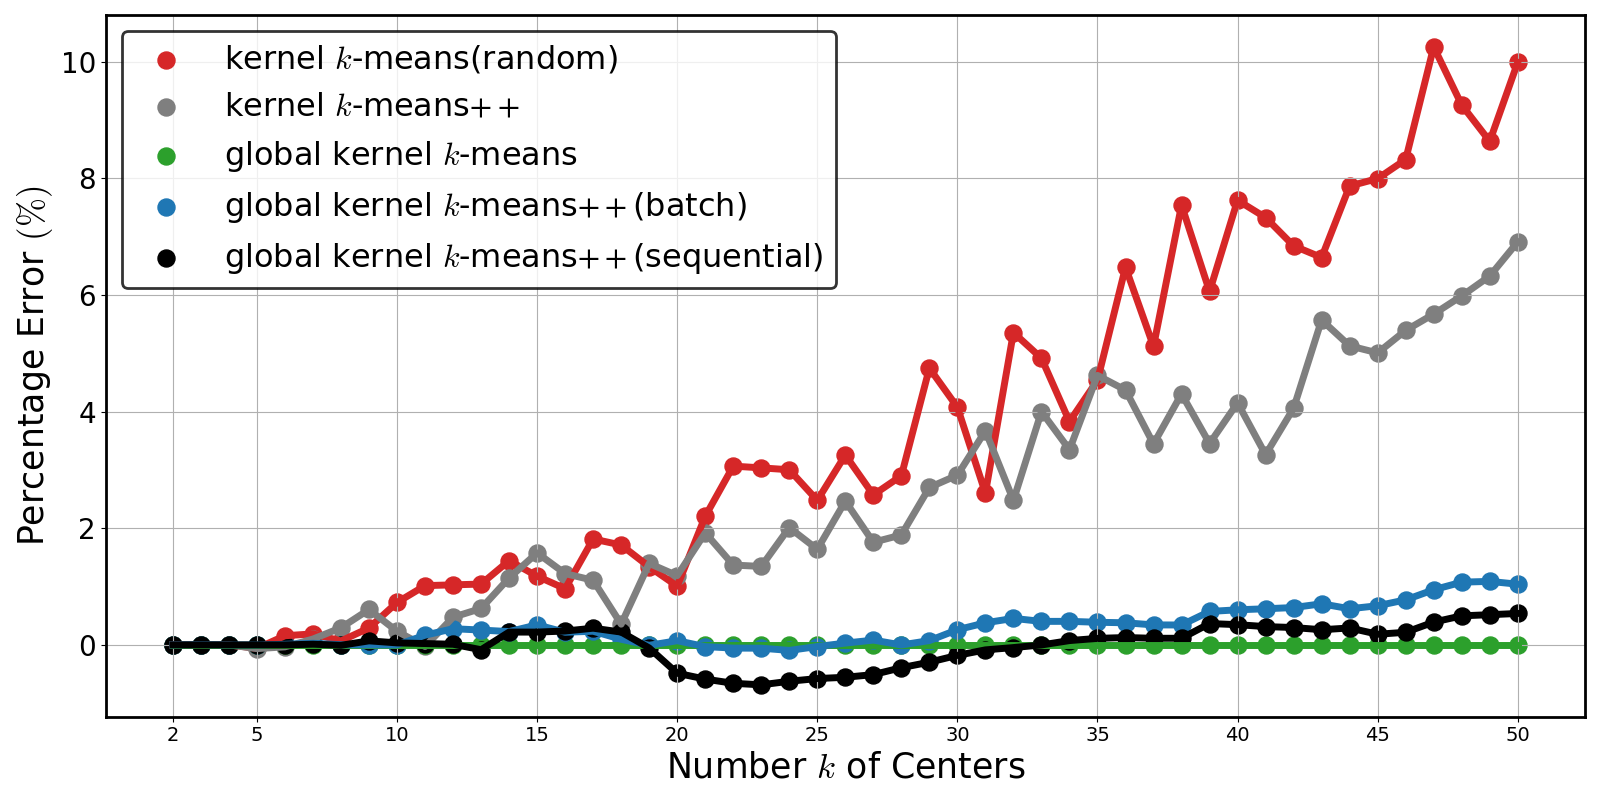 kernel k-means(random)
kernel k-means++
global kernel k-means
global kernel k-means++(batch)
global kernel k-means++(sequential)
Percentage Error (%)
10
8
6
4
2
0
2 5 10 15 20 25 30 35 40 45 50
Number k of Centers